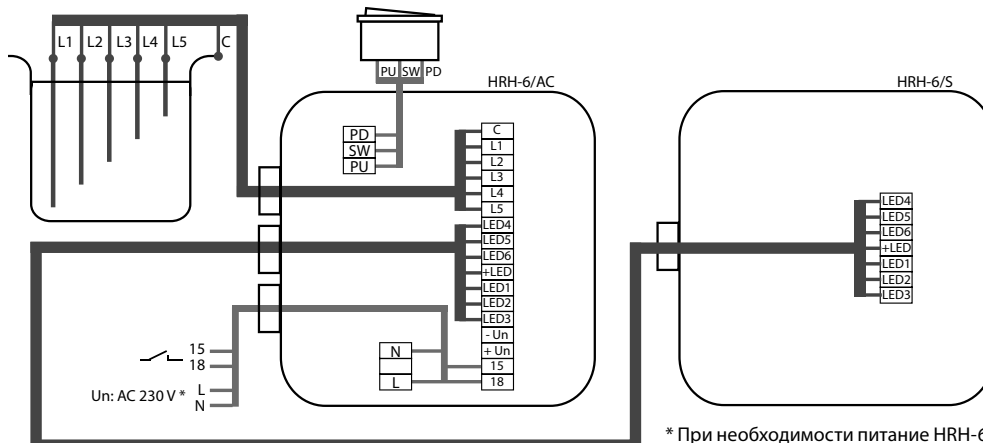 L1 L2 L3 L4 L5 C
PU SW PD
HRH-6/AC
HRH-6/S
PD
SW
PU
C
L1
L2
L3
L4
L5
LED4
LED5
LED6
+LED
LED1
LED2
LED3
- Un
+ Un
15
18
N
L
15
18
Un: AC 230 V *
L
N
LED4
LED5
LED6
+LED
LED1
LED2
LED3
* При необходимости питание HRH-6